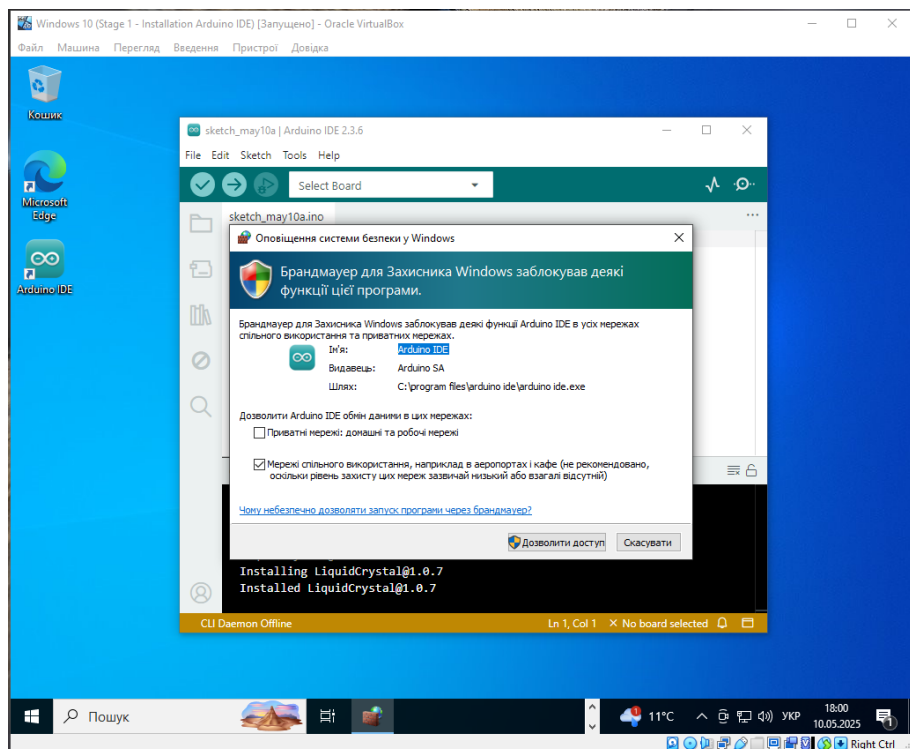 Windows 10 (Stage 1 - Installation Arduino IDE) [Запущено] - Oracle VirtualBox
Файл Машина Перегляд Введення Пристрої Довідка
Кошик
Microsoft
Edge
Arduino IDE
sketch_may10a | Arduino IDE 2.3.6
File Edit Sketch Tools Help
Select Board
sketch_may10a.ino
Оповіщення системи безпеки у Windows
Брандмауер для Захисника Windows заблокував деякі
функції цієї програми.
Брандмауер для Захисника Windows заблокував деякі функції Arduino IDE в усіх мережах
спільного використання та приватних мережах.
Ім'я: Arduino IDE
Видавець: Arduino SA
Шлях: C:\program files\arduino ide\arduino ide.exe
Дозволити Arduino IDE обмін даними в цих мережах:
Приватні мережі: домашні та робочі мережі
Мережі спільного використання, наприклад в аеропортах і кафе (не рекомендовано,
оскільки рівень захисту цих мереж зазвичай низький або взагалі відсутній)
Чому небезпечно дозволяти запуск програми через брандмауер?
Дозволити доступ Скасувати
Installing LiquidCrystal@1.0.7
Installed LiquidCrystal@1.0.7
CLI Daemon Offline Ln 1, Col 1 No board selected
Пошук 11°C УКР 18:00
10.05.2025
1
Right Ctrl